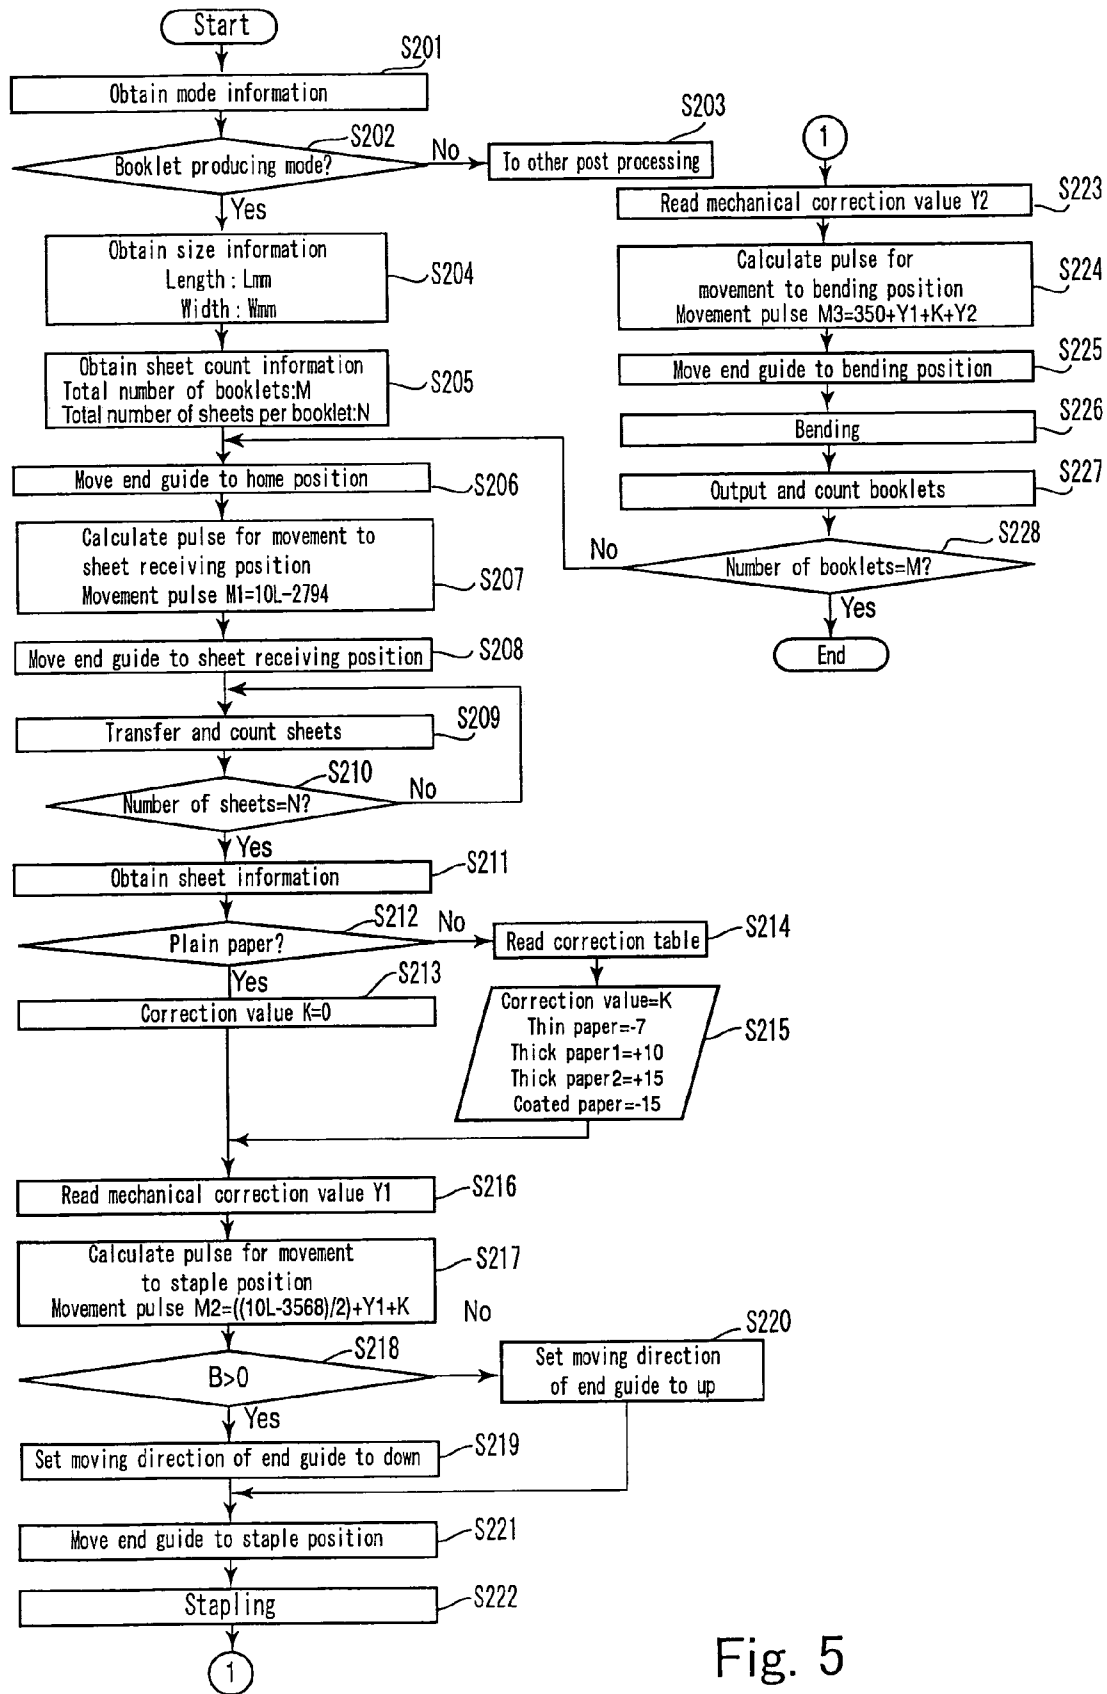 Start
S201
Obtain mode information
S202
Booklet producing mode?
No
S203
To other post processing
Yes
Obtain size information
Length : Lmm
Width : Wmm
S204
Obtain sheet count information
Total number of booklets:M
Total number of sheets per booklet:N
S205
Move end guide to home position
S206
Calculate pulse for movement to
sheet receiving position
Movement pulse M1=10L-2794
S207
Move end guide to sheet receiving position
S208
Transfer and count sheets
S209
S210
Number of sheets=N?
No
Yes
Obtain sheet information
S211
S212
Plain paper?
No
Read correction table
S214
Yes
S213
Correction value K=0
Correction value=K
Thin paper=-7
Thick paper1=+10
Thick paper2=+15
Coated paper=-15
S215
Read mechanical correction value Y1
S216
Calculate pulse for movement
to staple position
Movement pulse M2=((10L-3568)/2)+Y1+K
S217
S218
B>0
No
S220
Set moving direction
of end guide to up
Yes
Set moving direction of end guide to down
S219
Move end guide to staple position
S221
Stapling
S222
1
1
Read mechanical correction value Y2
S223
Calculate pulse for
movement to bending position
Movement pulse M3=350+Y1+K+Y2
S224
Move end guide to bending position
S225
Bending
S226
Output and count booklets
S227
S228
Number of booklets=M?
No
Yes
End
Fig. 5